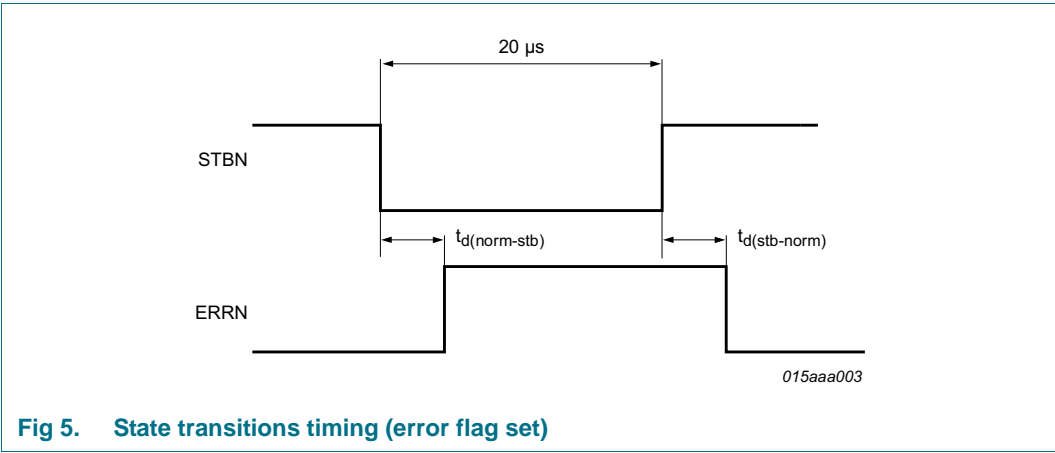 20 µs
STBN
td(norm-stb)
td(stb-norm)
ERRN
015aaa003
Fig 5. State transitions timing (error flag set)